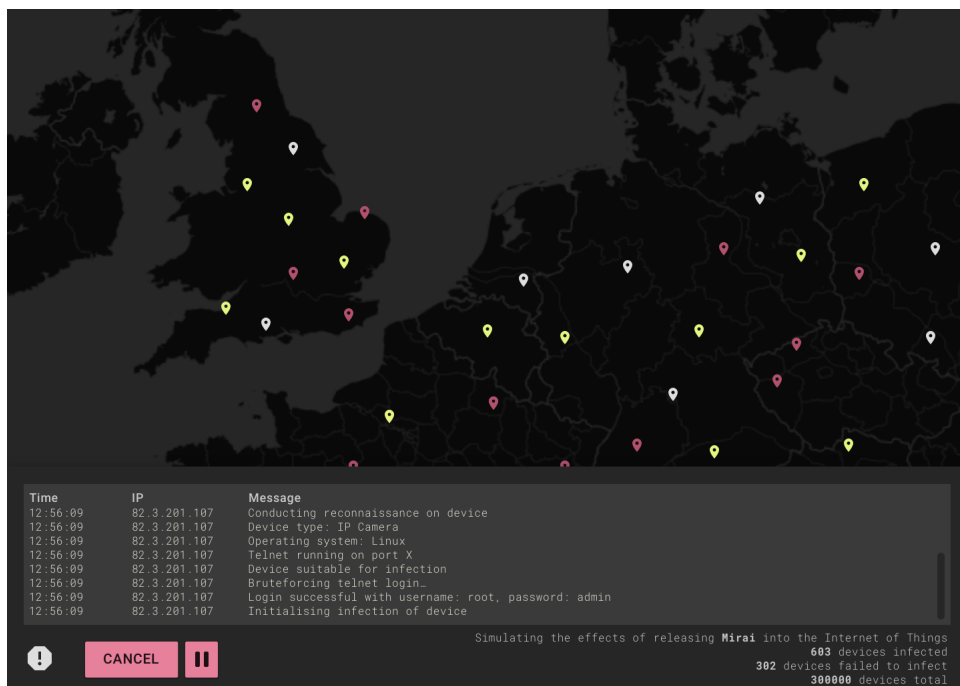 Time IP Message
12:56:09 82.3.201.107 Conducting reconnaissance on device
12:56:09 82.3.201.107 Device type: IP Camera
12:56:09 82.3.201.107 Operating system: Linux
12:56:09 82.3.201.107 Telnet running on port X
12:56:09 82.3.201.107 Device suitable for infection
12:56:09 82.3.201.107 Bruteforcing telnet login…
12:56:09 82.3.201.107 Login successful with username: root, password: admin
12:56:09 82.3.201.107 Initialising infection of device
Simulating the effects of releasing Mirai into the Internet of Things
603 devices infected
302 devices failed to infect
300000 devices total
CANCEL